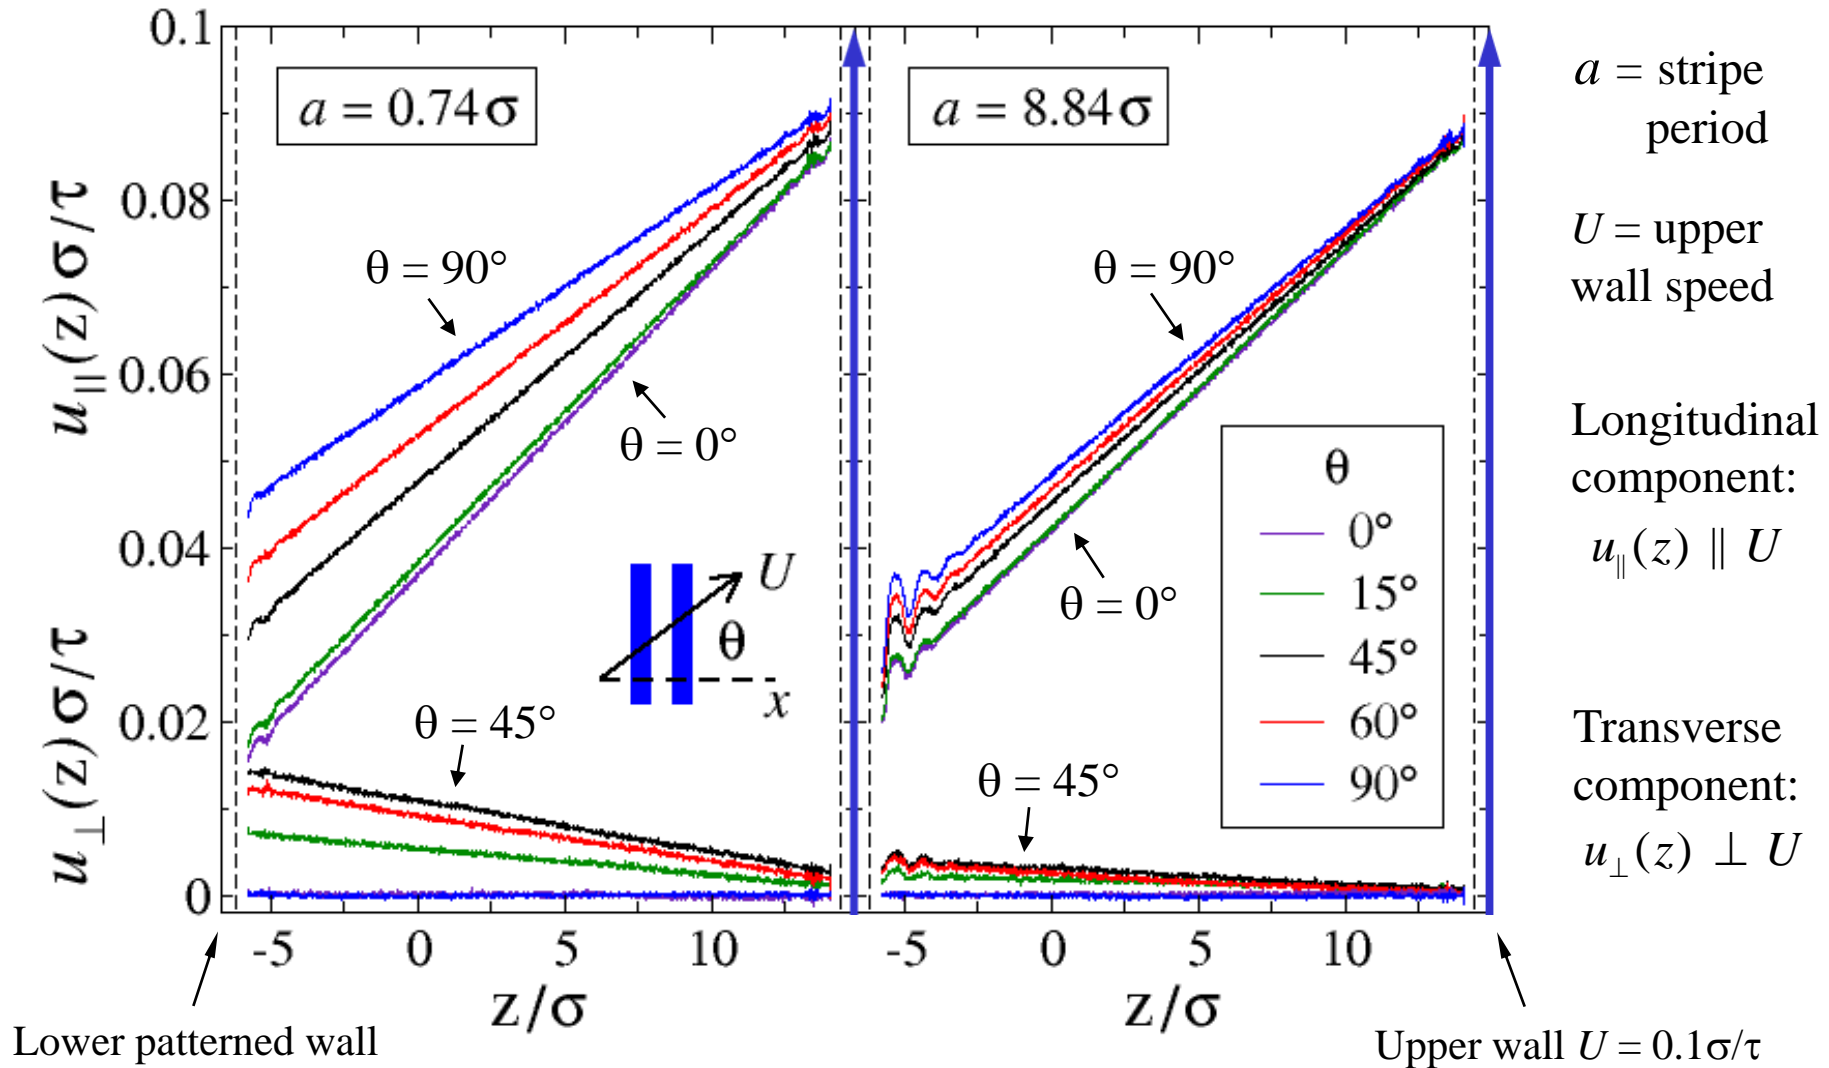 0.1
0.08
0.06
0.04
0.02
0
u∥(z) σ/τ
u⊥(z) σ/τ
a = 0.74σ
θ = 90°
θ = 0°
U
θ
x
θ = 45°
-5 0 5 10
z/σ
Lower patterned wall
a = 8.84σ
θ = 90°
θ = 0°
θ = 45°
θ
0°
15°
45°
60°
90°
-5 0 5 10
z/σ
a = stripe
period
U = upper
wall speed
Longitudinal
component:
u∥(z) ∥ U
Transverse
component:
u⊥(z) ⊥ U
Upper wall U = 0.1σ/τ